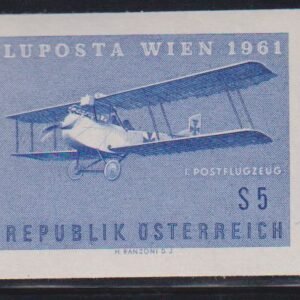 LUPOSTA WIEN 1961
I. POSTFLUGZEUG
S 5
REPUBLIK ÖSTERREICH
H. RANZONI D. J.